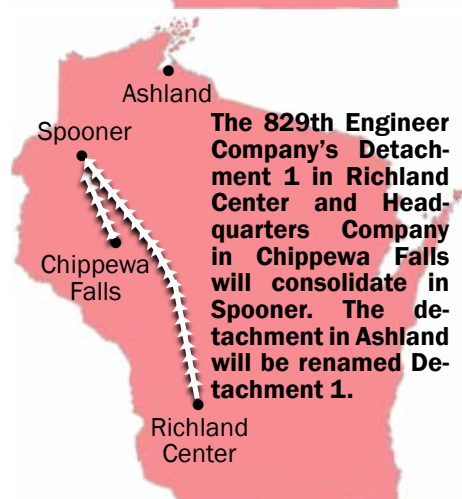 Ashland
Spooner
The 829th Engineer
Company's Detach-
ment 1 in Richland
Center and Head-
quarters Company
in Chippewa Falls
will consolidate in
Spooner. The de-
tachment in Ashland
will be renamed De-
tachment 1.
Chippewa
Falls
Richland
Center